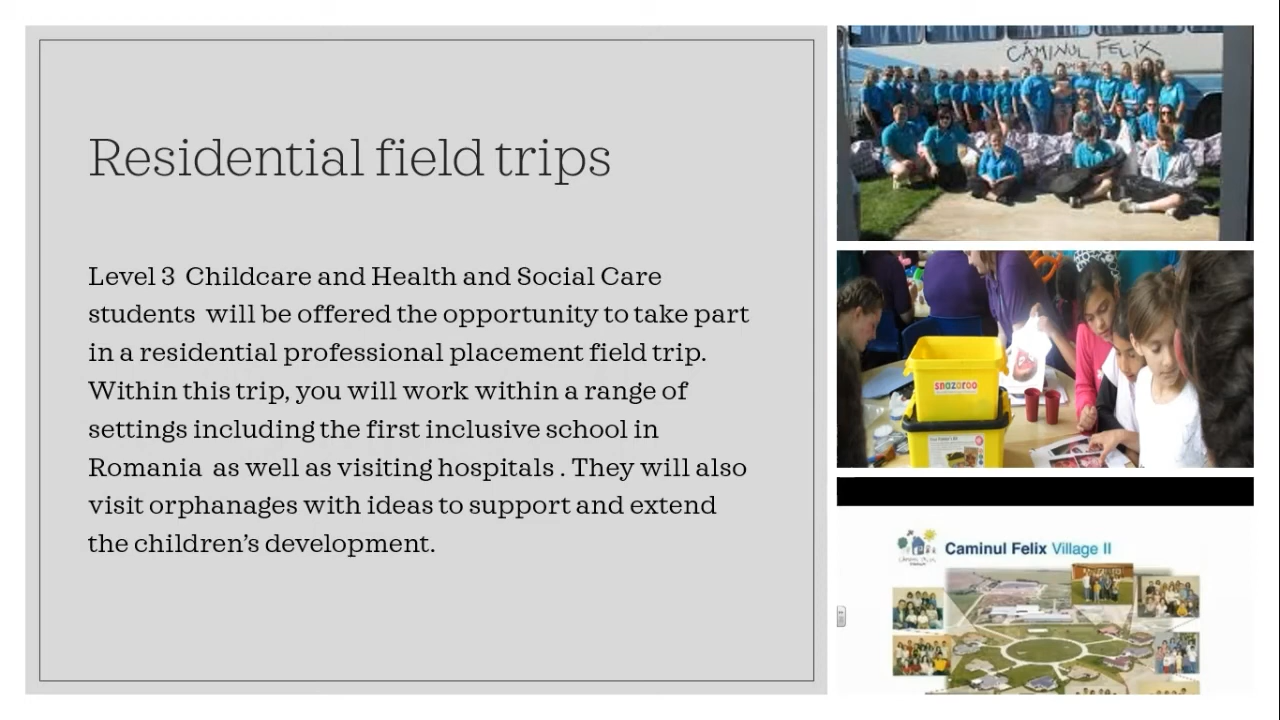 Residential field trips
Level 3  Childcare and Health and Social Care
students  will be offered the opportunity to take part
in a residential professional placement field trip.
Within this trip, you will work within a range of
settings including the first inclusive school in
Romania  as well as visiting hospitals . They will also
visit orphanages with ideas to support and extend
the children’s development.
CĂMINUL FELIX
snazaroo
Caminul Felix Village II